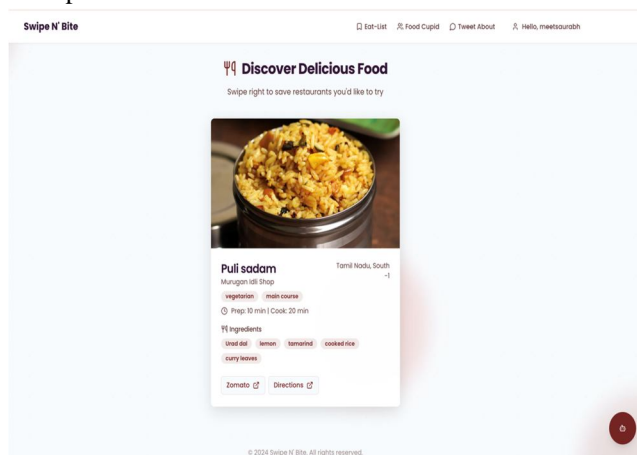 Swipe N' Bite
Eat-List Food Cupid Tweet About Hello, meetsaurabh
Discover Delicious Food
Swipe right to save restaurants you'd like to try
Puli sadam
Tamil Nadu, South
-1
Murugan Idli Shop
vegetarian main course
Prep: 10 min | Cook: 20 min
Ingredients
Urad dal lemon tamarind cooked rice
curry leaves
Zomato Directions
© 2024 Swipe N' Bite. All rights reserved.